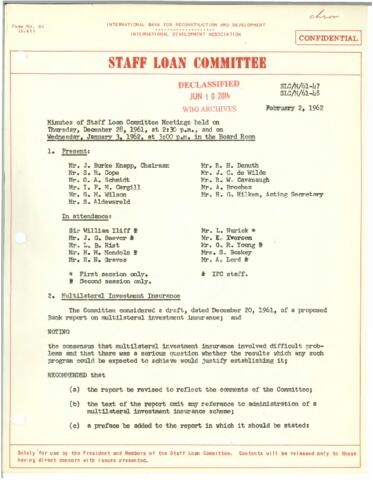 chron
Form No. 61
INTERNATIONAL BANK FOR RECONSTRUCTION AND DEVELOPMENT
INTERNATIONAL DEVELOPMENT ASSOCIATION
CONFIDENTIAL
STAFF LOAN COMMITTEE
DECLASSIFIED
JUN 10 2014
WBG ARCHIVES
SLC/M/61-47
SLC/M/61-48
February 2, 1962
Minutes of Staff Loan Committee Meetings held on
Thursday, December 28, 1961, at 2:30 p.m., and on
Wednesday, January 3, 1962, at 3:00 p.m. in the Board Room
1. Present:
Mr. J. Burke Knapp, Chairman
Mr. S. R. Cope
Mr. O. A. Schmidt
Mr. I. P. M. Cargill
Mr. G. M. Wilson
Mr. S. Aldewereld
Mr. R. H. Demuth
Mr. J. C. de Wilde
Mr. R. W. Cavanaugh
Mr. A. Broches
Mr. H. G. Hilken, Acting Secretary
In attendance:
Sir William Iliff
Mr. J. G. Beevor
Mr. L. B. Rist
Mr. M. M. Mendels
Mr. H. N. Graves
Mr. L. Nurick *
Mr. G. R. Young
Mrs. S. Boskey
Mr. A. Lord
* First session only.
Second session only.
IFC staff.
2. Multilateral Investment Insurance
The Committee considered a draft, dated December 20, 1961, of a proposed
Bank report on multilateral investment insurance; and
NOTING
the consensus that multilateral investment insurance involved difficult prob-
lems and that there was a serious question whether the results which any such
program could be expected to achieve would justify establishing it;
RECOMMENDED that
(a) the report be revised to reflect the comments of the Committee;
(b) the text of the report omit any reference to administration of a
multilateral investment insurance scheme;
(c) a preface be added to the report in which it be stated:
Solely for use by the President and Members of the Staff Loan Committee. Contents will be released only to those
having direct concern with issues presented.